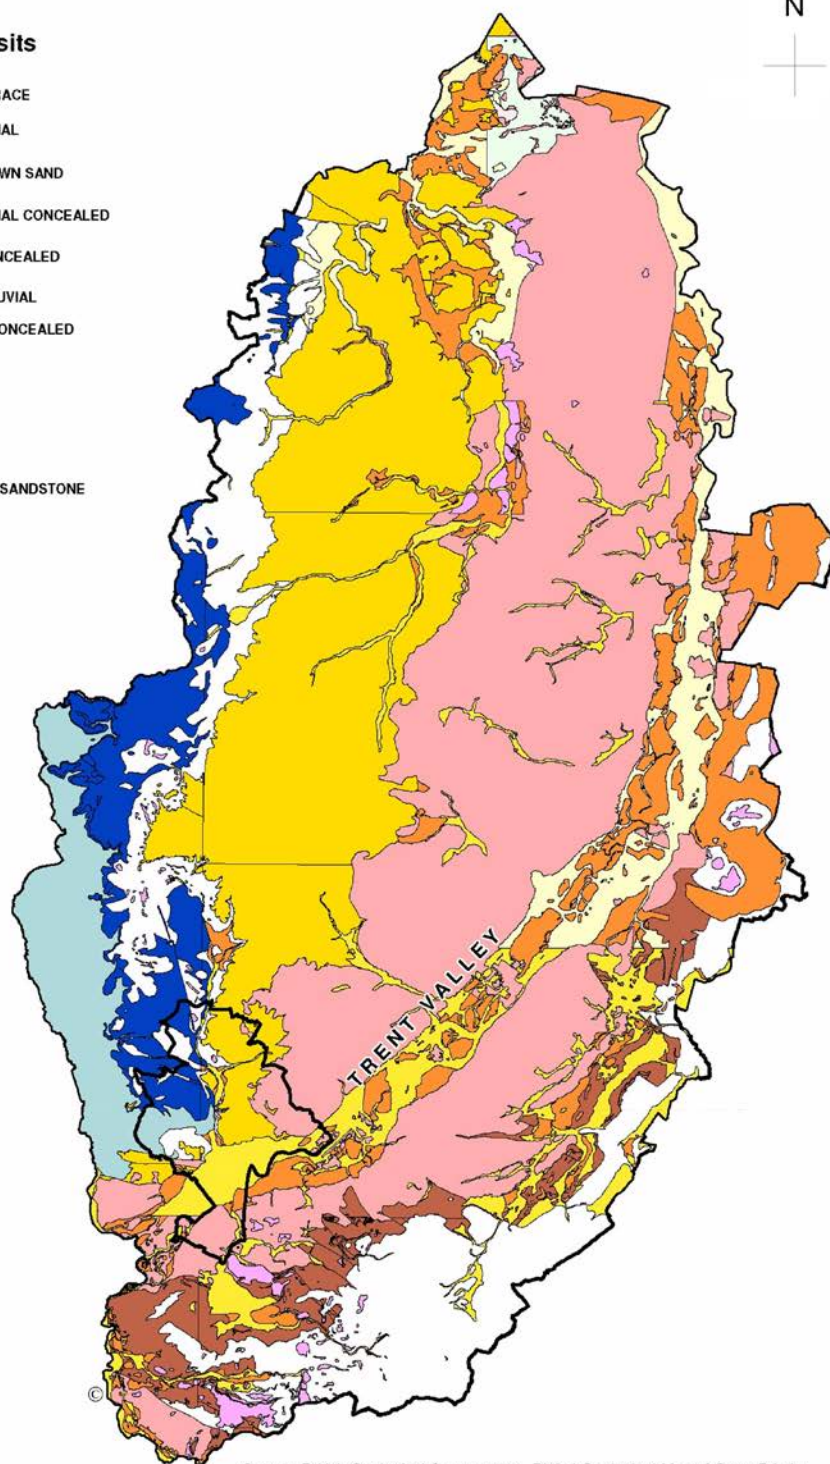 N
sits
ACE
IAL
WN SAND
IAL CONCEALED
NCEALED
UVIAL
ONCEALED
SANDSTONE
TRENT VALLEY
©